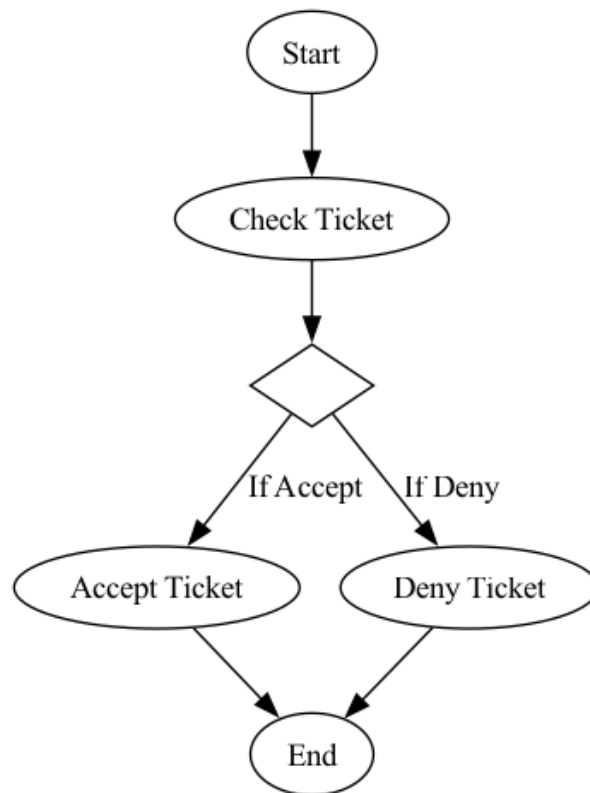 Start
Check Ticket
If Accept
If Deny
Accept Ticket
Deny Ticket
End